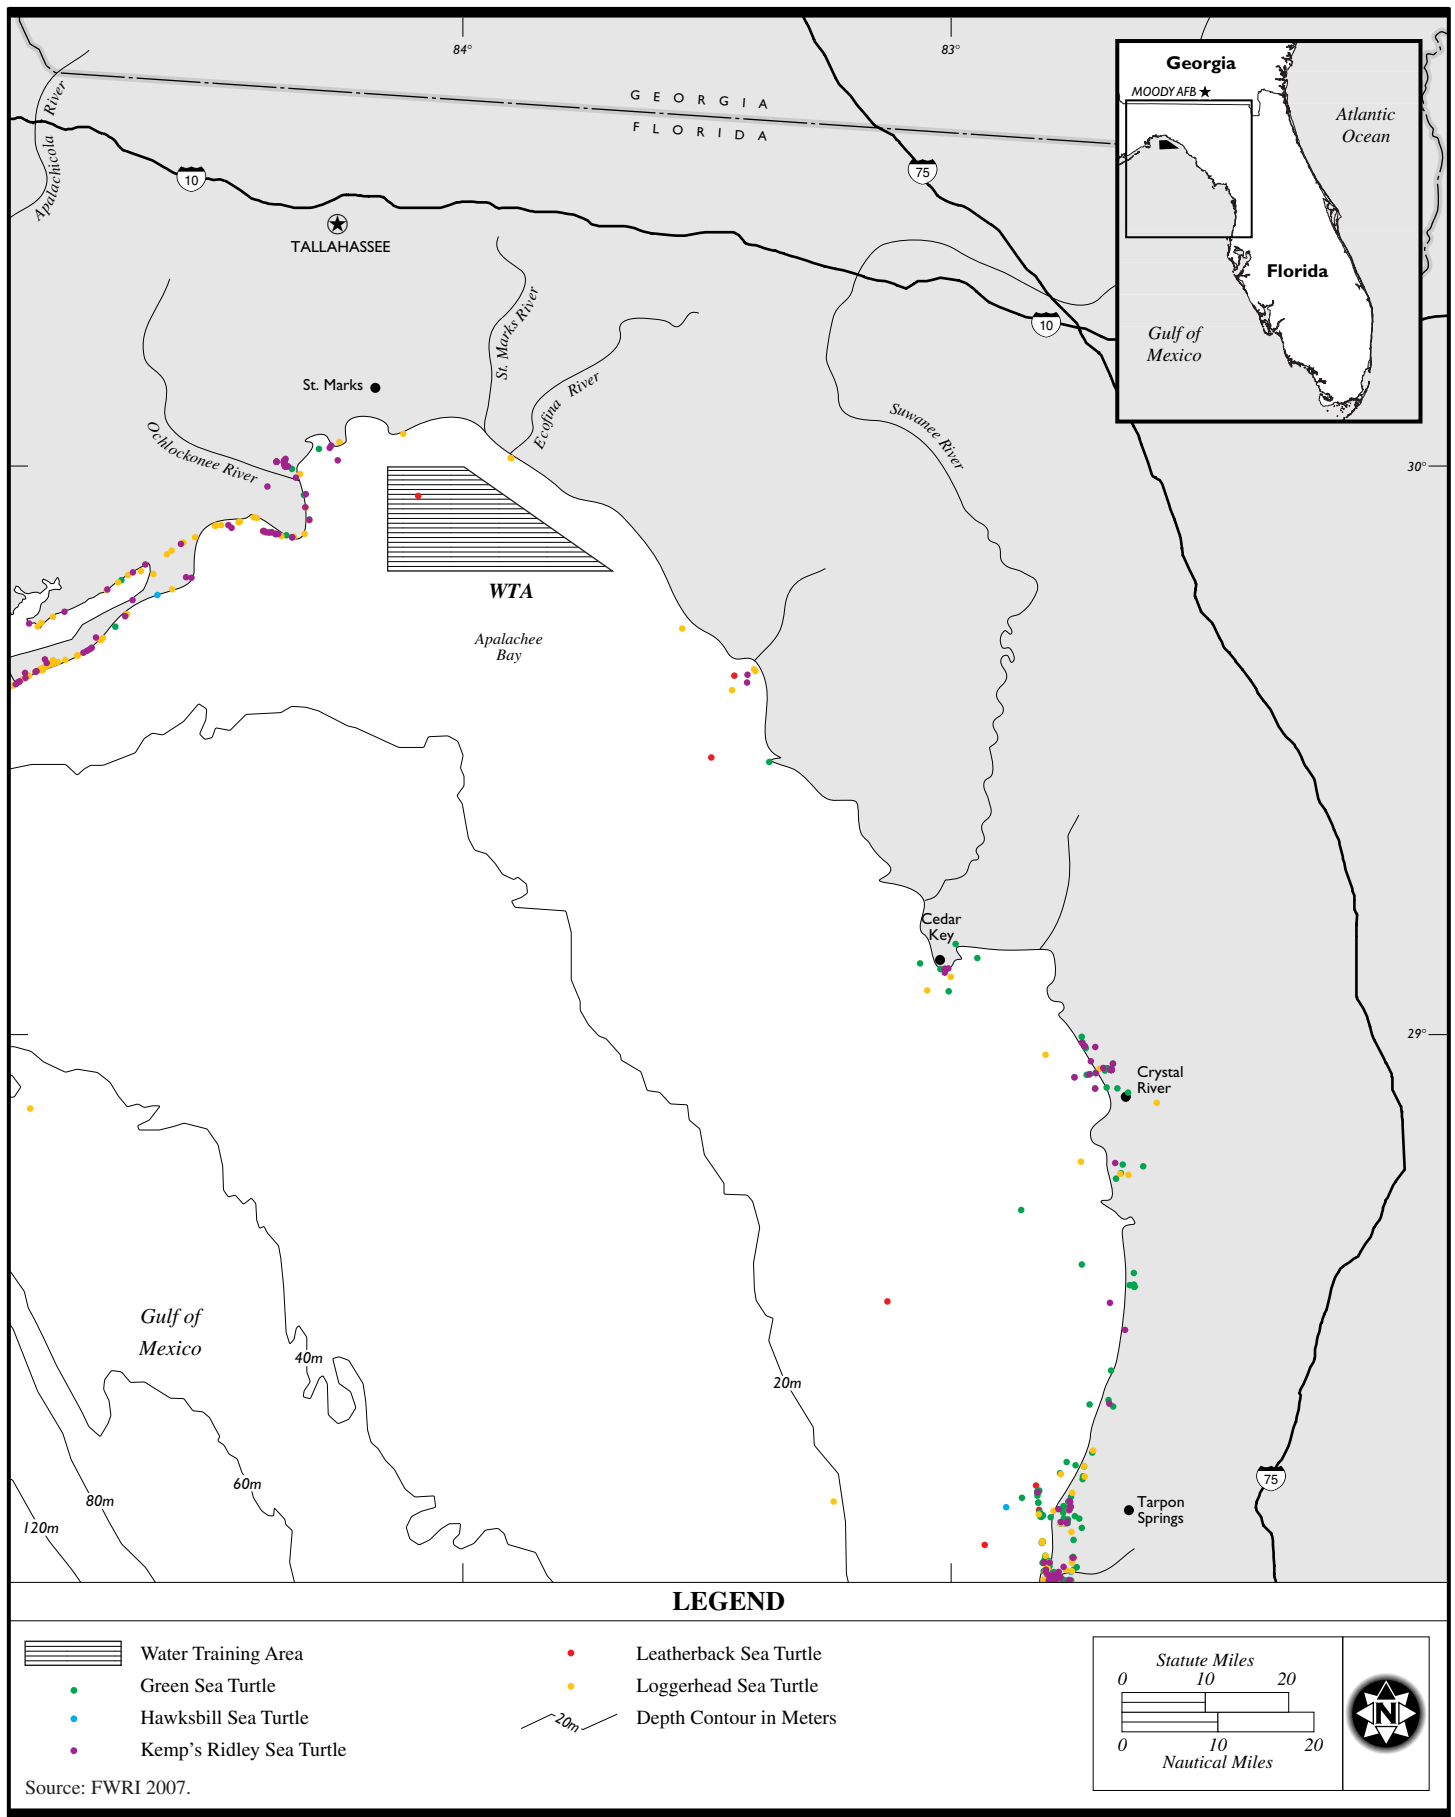 84°
83°
Georgia
MOODY AFB
Atlantic
Ocean
Florida
Gulf of
Mexico
GEORGIA
FLORIDA
Apalachicola River
10
75
TALLAHASSEE
10
St. Marks River
Ecofina River
St. Marks
Ochlockonee River
Suwanee River
30°
WTA
Apalachee
Bay
Cedar
Key
29°
Crystal
River
Gulf of
Mexico
40m
20m
60m
80m
120m
75
Tarpon
Springs
LEGEND
Water Training Area
Green Sea Turtle
Hawksbill Sea Turtle
Kemp's Ridley Sea Turtle
Leatherback Sea Turtle
Loggerhead Sea Turtle
20m
Depth Contour in Meters
Statute Miles
0 10 20
0 10 20
Nautical Miles
N
Source: FWRI 2007.